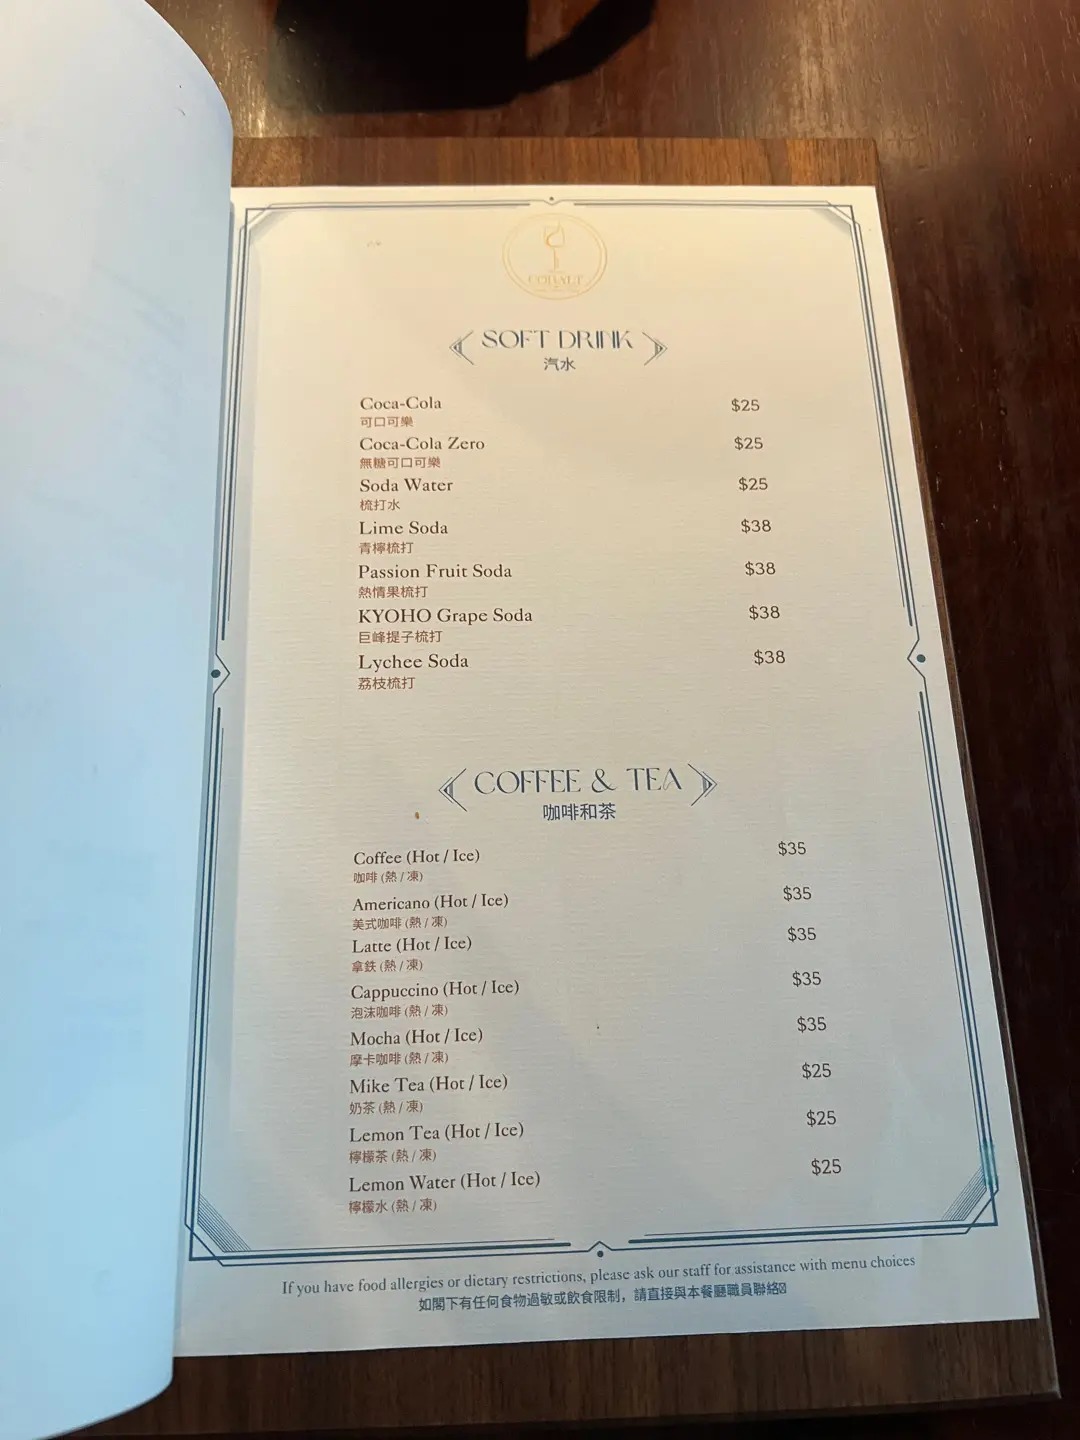 COBALT
SOFT DRINK
汽水
Coca-Cola $25
可口可樂
Coca-Cola Zero $25
無糖可口可樂
Soda Water $25
梳打水
Lime Soda $38
青檸梳打
Passion Fruit Soda $38
熱情果梳打
KYOHO Grape Soda $38
巨峰提子梳打
Lychee Soda $38
荔枝梳打
COFFEE & TEA
咖啡和茶
Coffee (Hot / Ice) $35
咖啡 (熱 / 凍)
Americano (Hot / Ice) $35
美式咖啡 (熱 / 凍)
Latte (Hot / Ice) $35
拿鉄 (熱 / 凍)
Cappuccino (Hot / Ice) $35
泡沫咖啡 (熱 / 凍)
Mocha (Hot / Ice) $35
摩卡咖啡 (熱 / 凍)
Mike Tea (Hot / Ice) $25
奶茶 (熱 / 凍)
Lemon Tea (Hot / Ice) $25
檸檬茶 (熱 / 凍)
Lemon Water (Hot / Ice) $25
檸檬水 (熱 / 凍)
If you have food allergies or dietary restrictions, please ask our staff for assistance with menu choices
如閣下有任何食物過敏或飲食限制，請直接與本餐廳職員聯絡